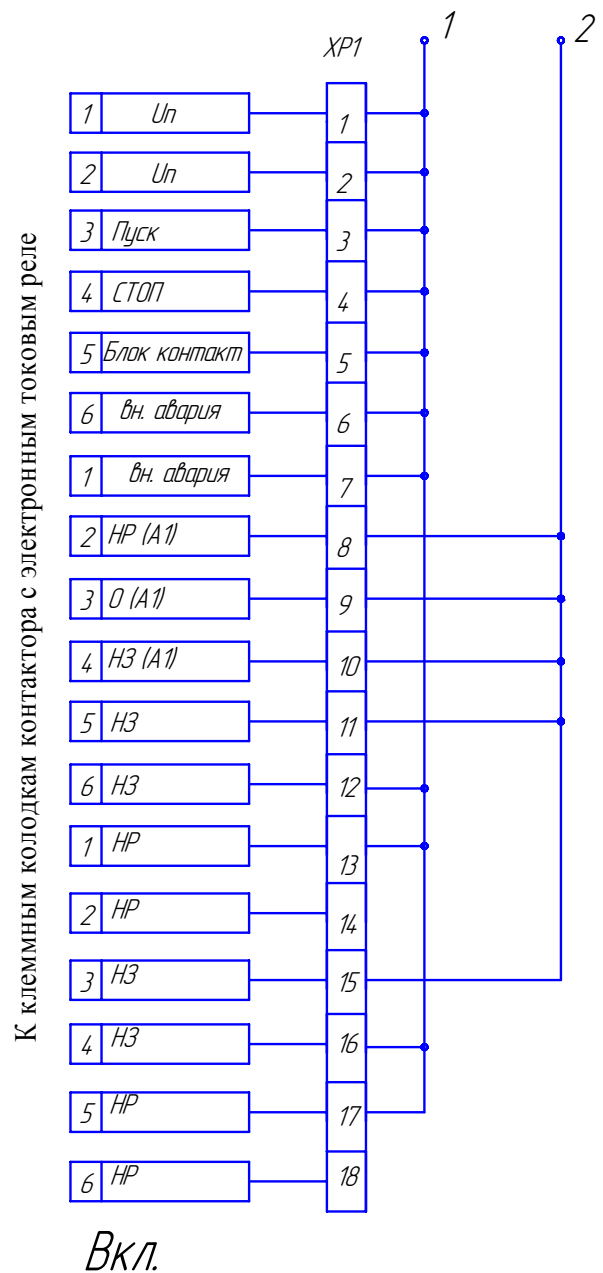 1 2
ХР1
1 Uп 1
2 Uп 2
3 Пуск 3
4 СТОП 4
5 Блок контакт 5
6 вн. авария 6
1 вн. авария 7
2 НР (А1) 8
3 О (А1) 9
4 НЗ (А1) 10
5 НЗ 11
6 НЗ 12
1 НР 13
2 НР 14
3 НЗ 15
4 НЗ 16
5 НР 17
6 НР 18
К клеммным колодкам контактора с электронным токовым реле
Вкл.